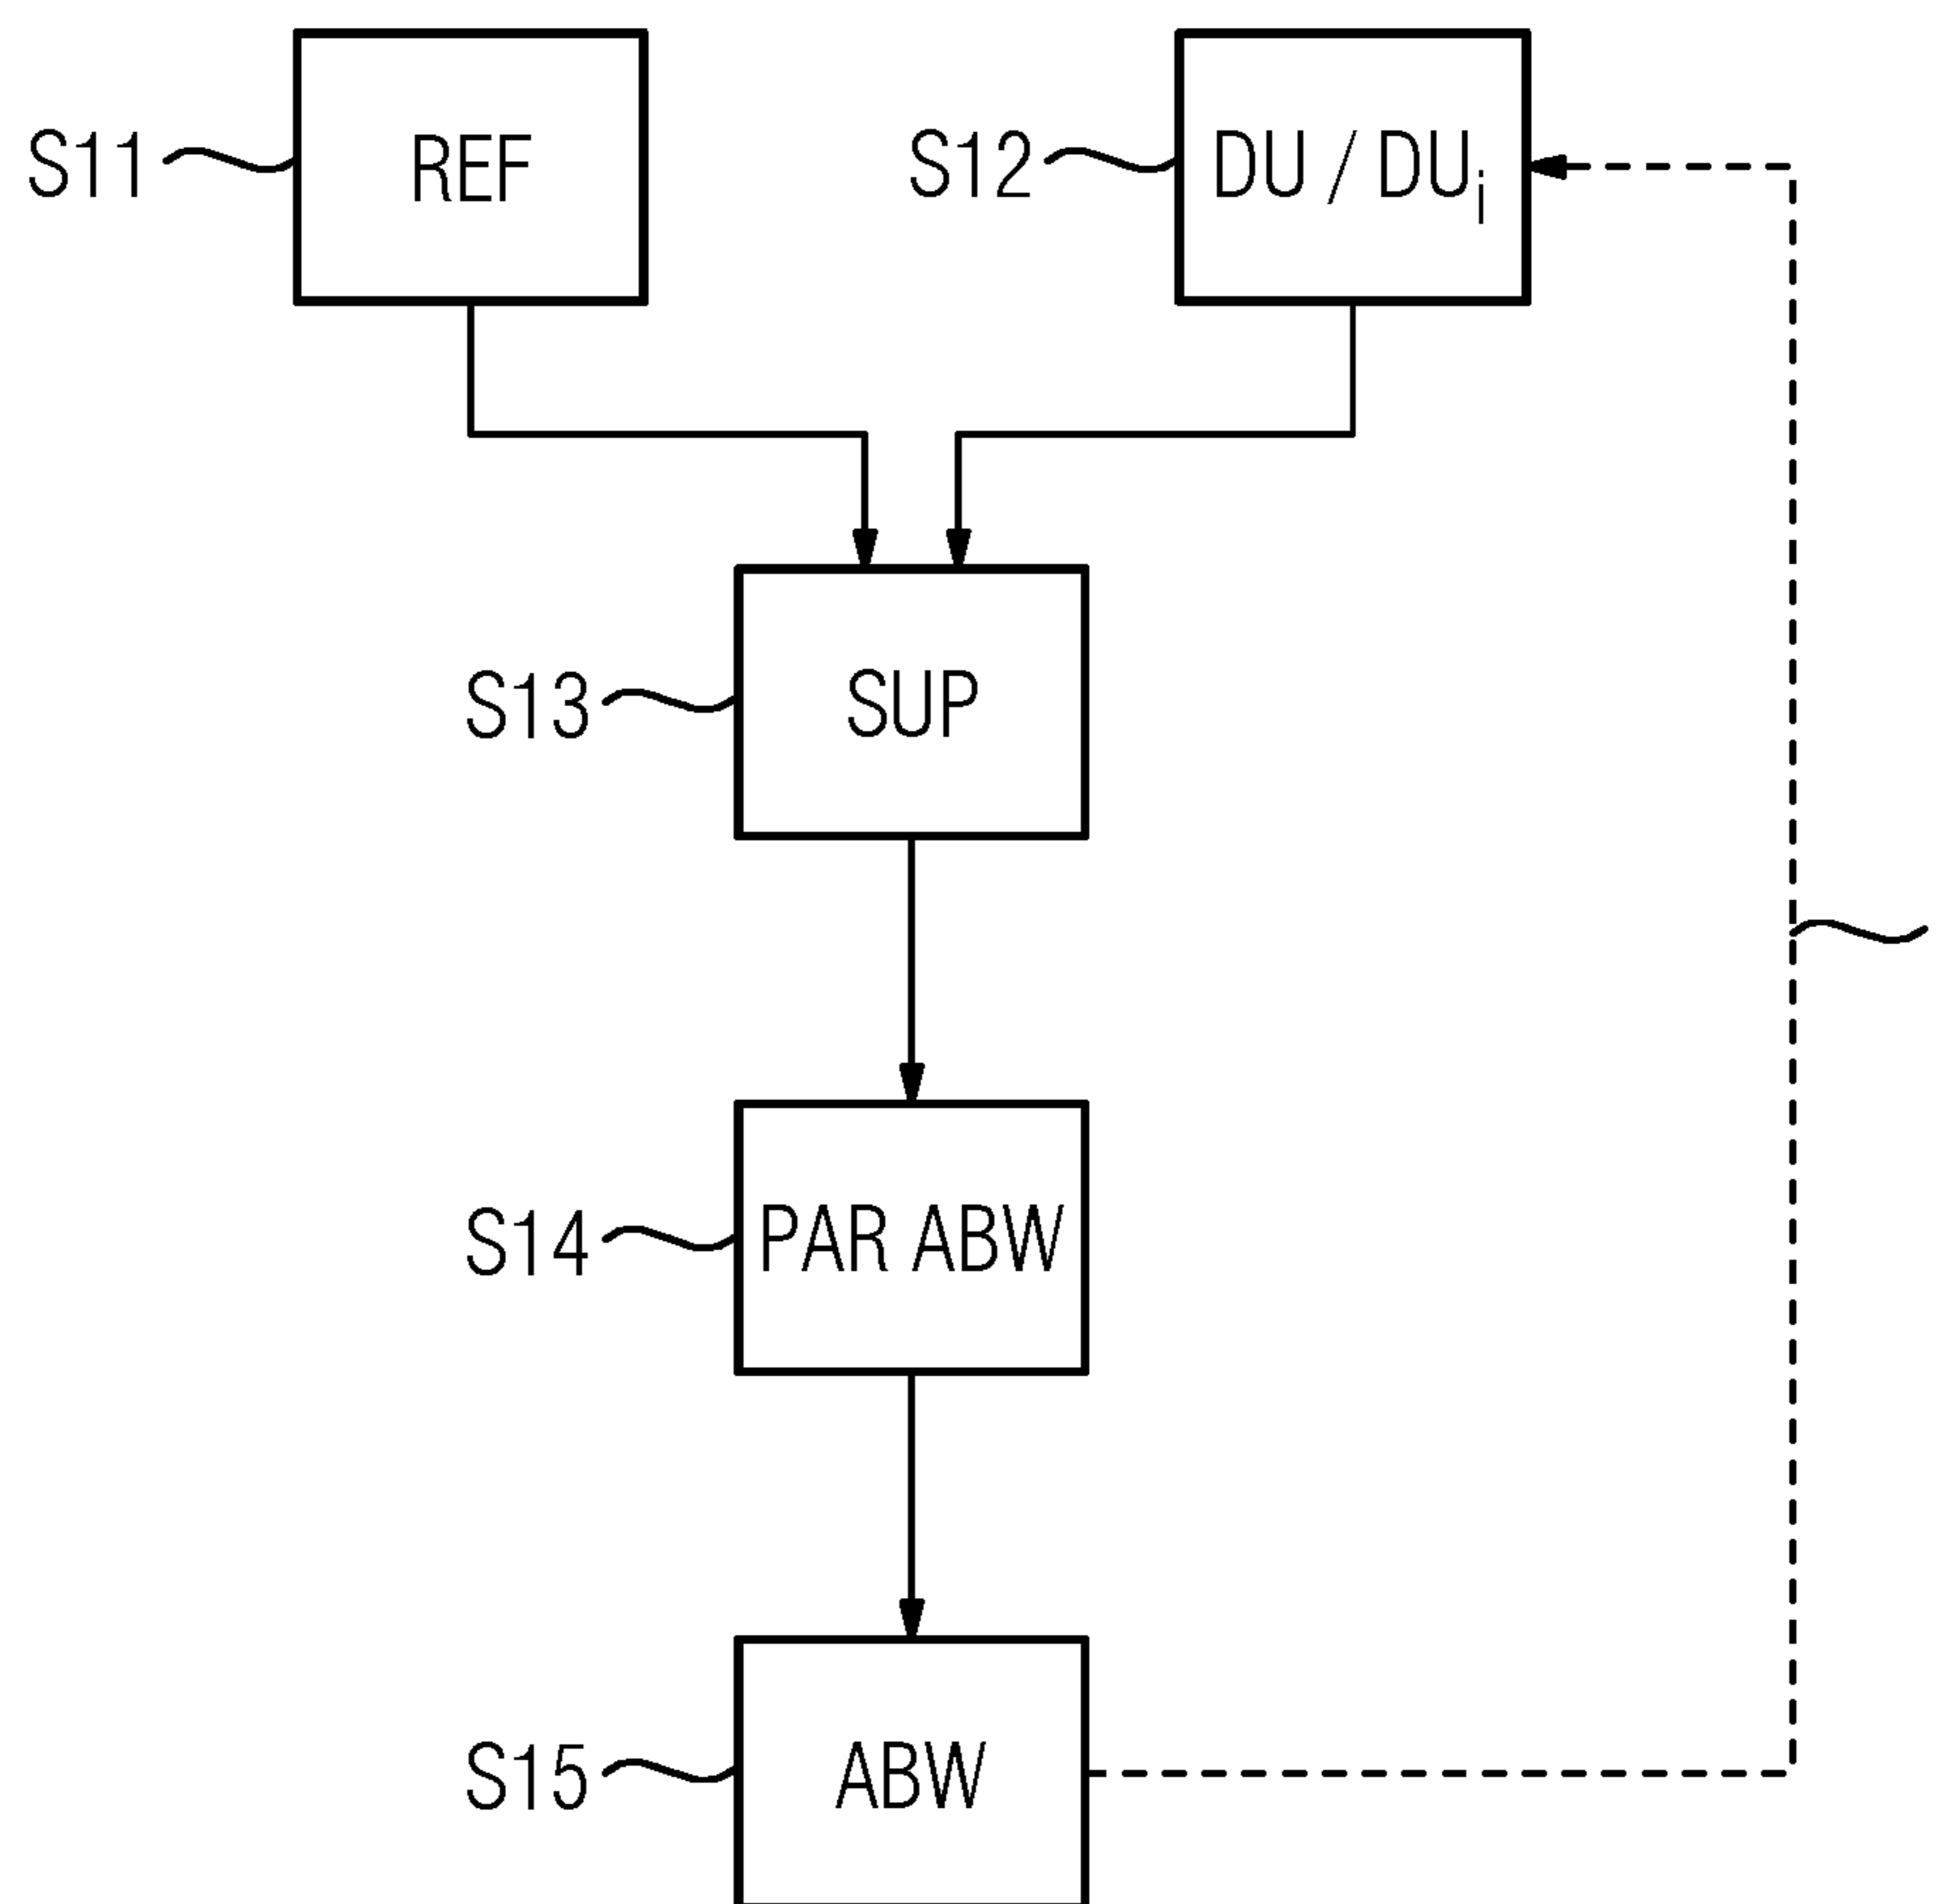 S11 REF S12 DU / DUi
S13 SUP
S14 PAR ABW
S15 ABW